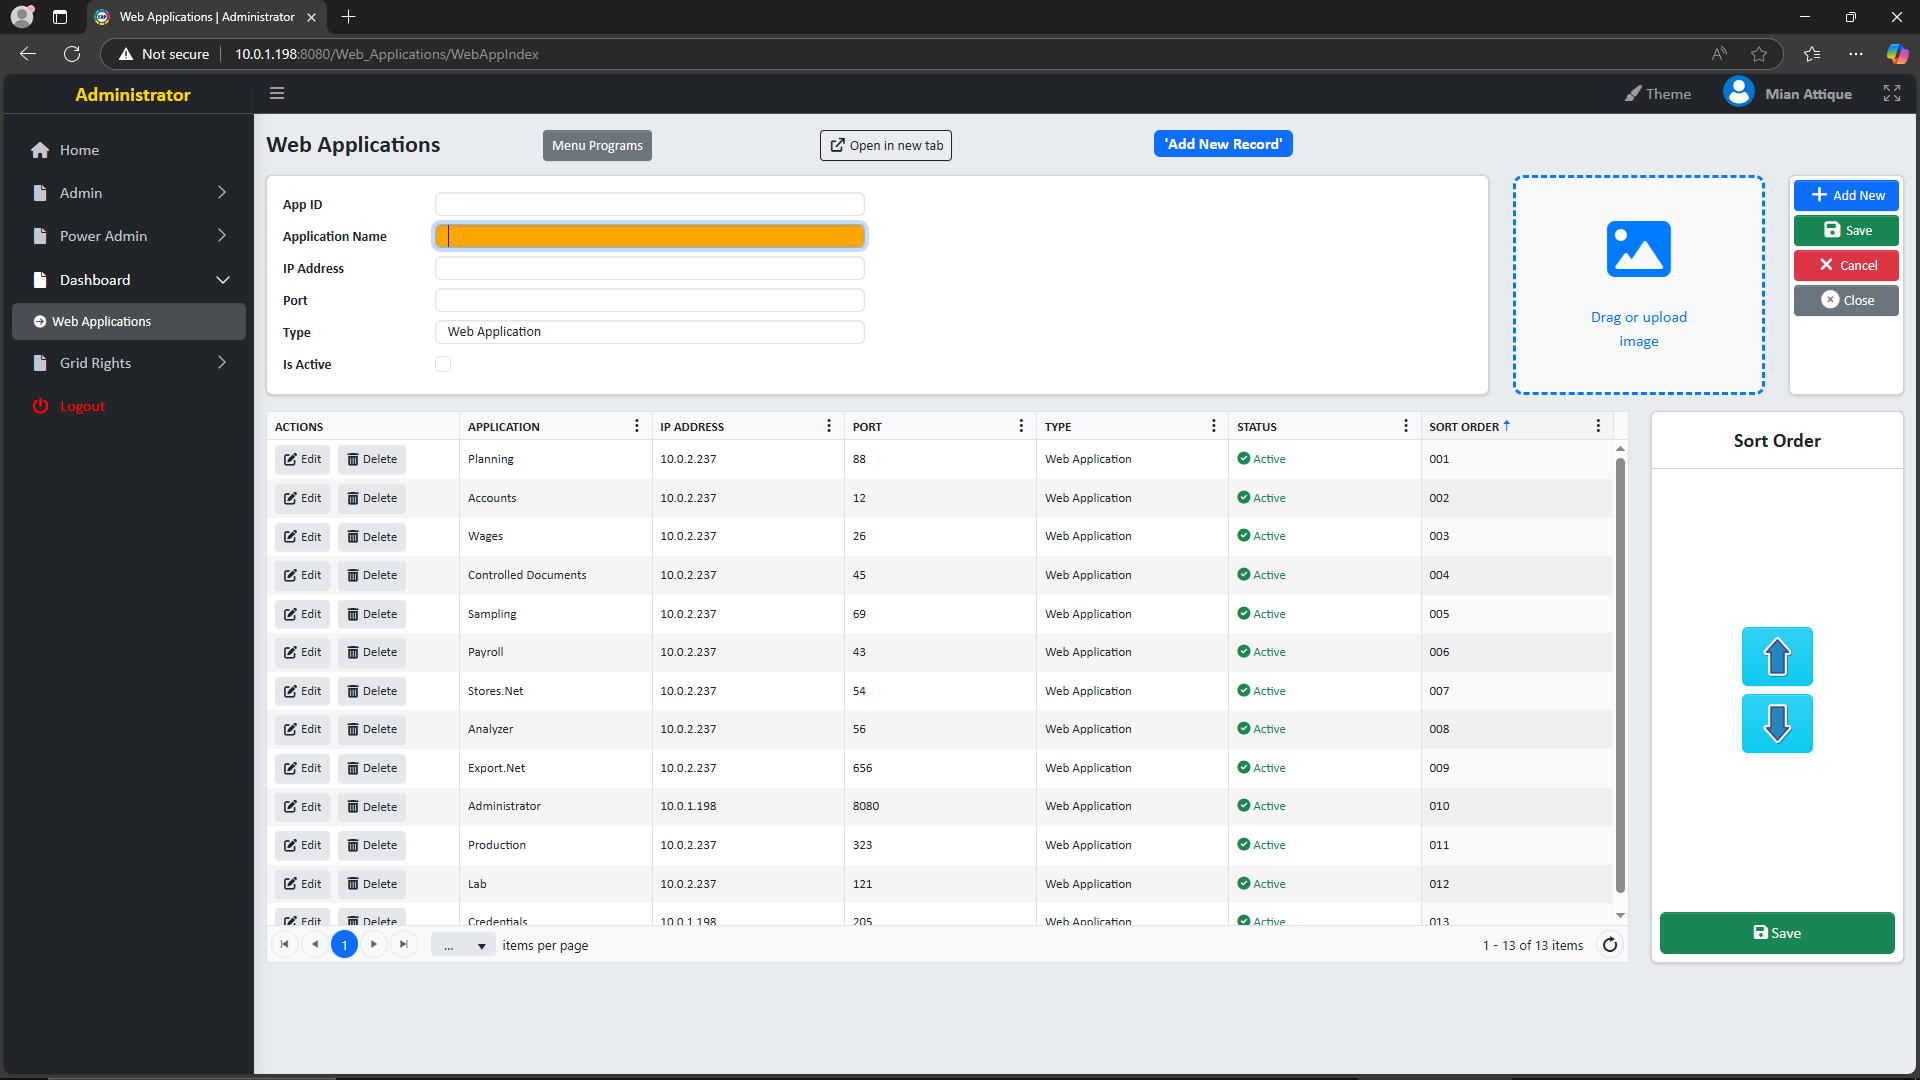 Web Applications | Administrator
Not secure 10.0.1.198:8080/Web_Applications/WebAppIndex
Administrator Theme Mian Attique
Home
Admin
Power Admin
Dashboard
Web Applications
Grid Rights
Logout
Web Applications Menu Programs Open in new tab 'Add New Record'
App ID
Application Name
IP Address
Port
Type Web Application
Is Active
Drag or upload
image
Add New
Save
Cancel
Close
ACTIONS APPLICATION IP ADDRESS PORT TYPE STATUS SORT ORDER
Edit Delete Planning 10.0.2.237 88 Web Application Active 001
Edit Delete Accounts 10.0.2.237 12 Web Application Active 002
Edit Delete Wages 10.0.2.237 26 Web Application Active 003
Edit Delete Controlled Documents 10.0.2.237 45 Web Application Active 004
Edit Delete Sampling 10.0.2.237 69 Web Application Active 005
Edit Delete Payroll 10.0.2.237 43 Web Application Active 006
Edit Delete Stores.Net 10.0.2.237 54 Web Application Active 007
Edit Delete Analyzer 10.0.2.237 56 Web Application Active 008
Edit Delete Export.Net 10.0.2.237 656 Web Application Active 009
Edit Delete Administrator 10.0.1.198 8080 Web Application Active 010
Edit Delete Production 10.0.2.237 323 Web Application Active 011
Edit Delete Lab 10.0.2.237 121 Web Application Active 012
Edit Delete Credentials 10.0.1.198 205 Web Application Active 013
1 ... items per page 1 - 13 of 13 items
Sort Order
Save